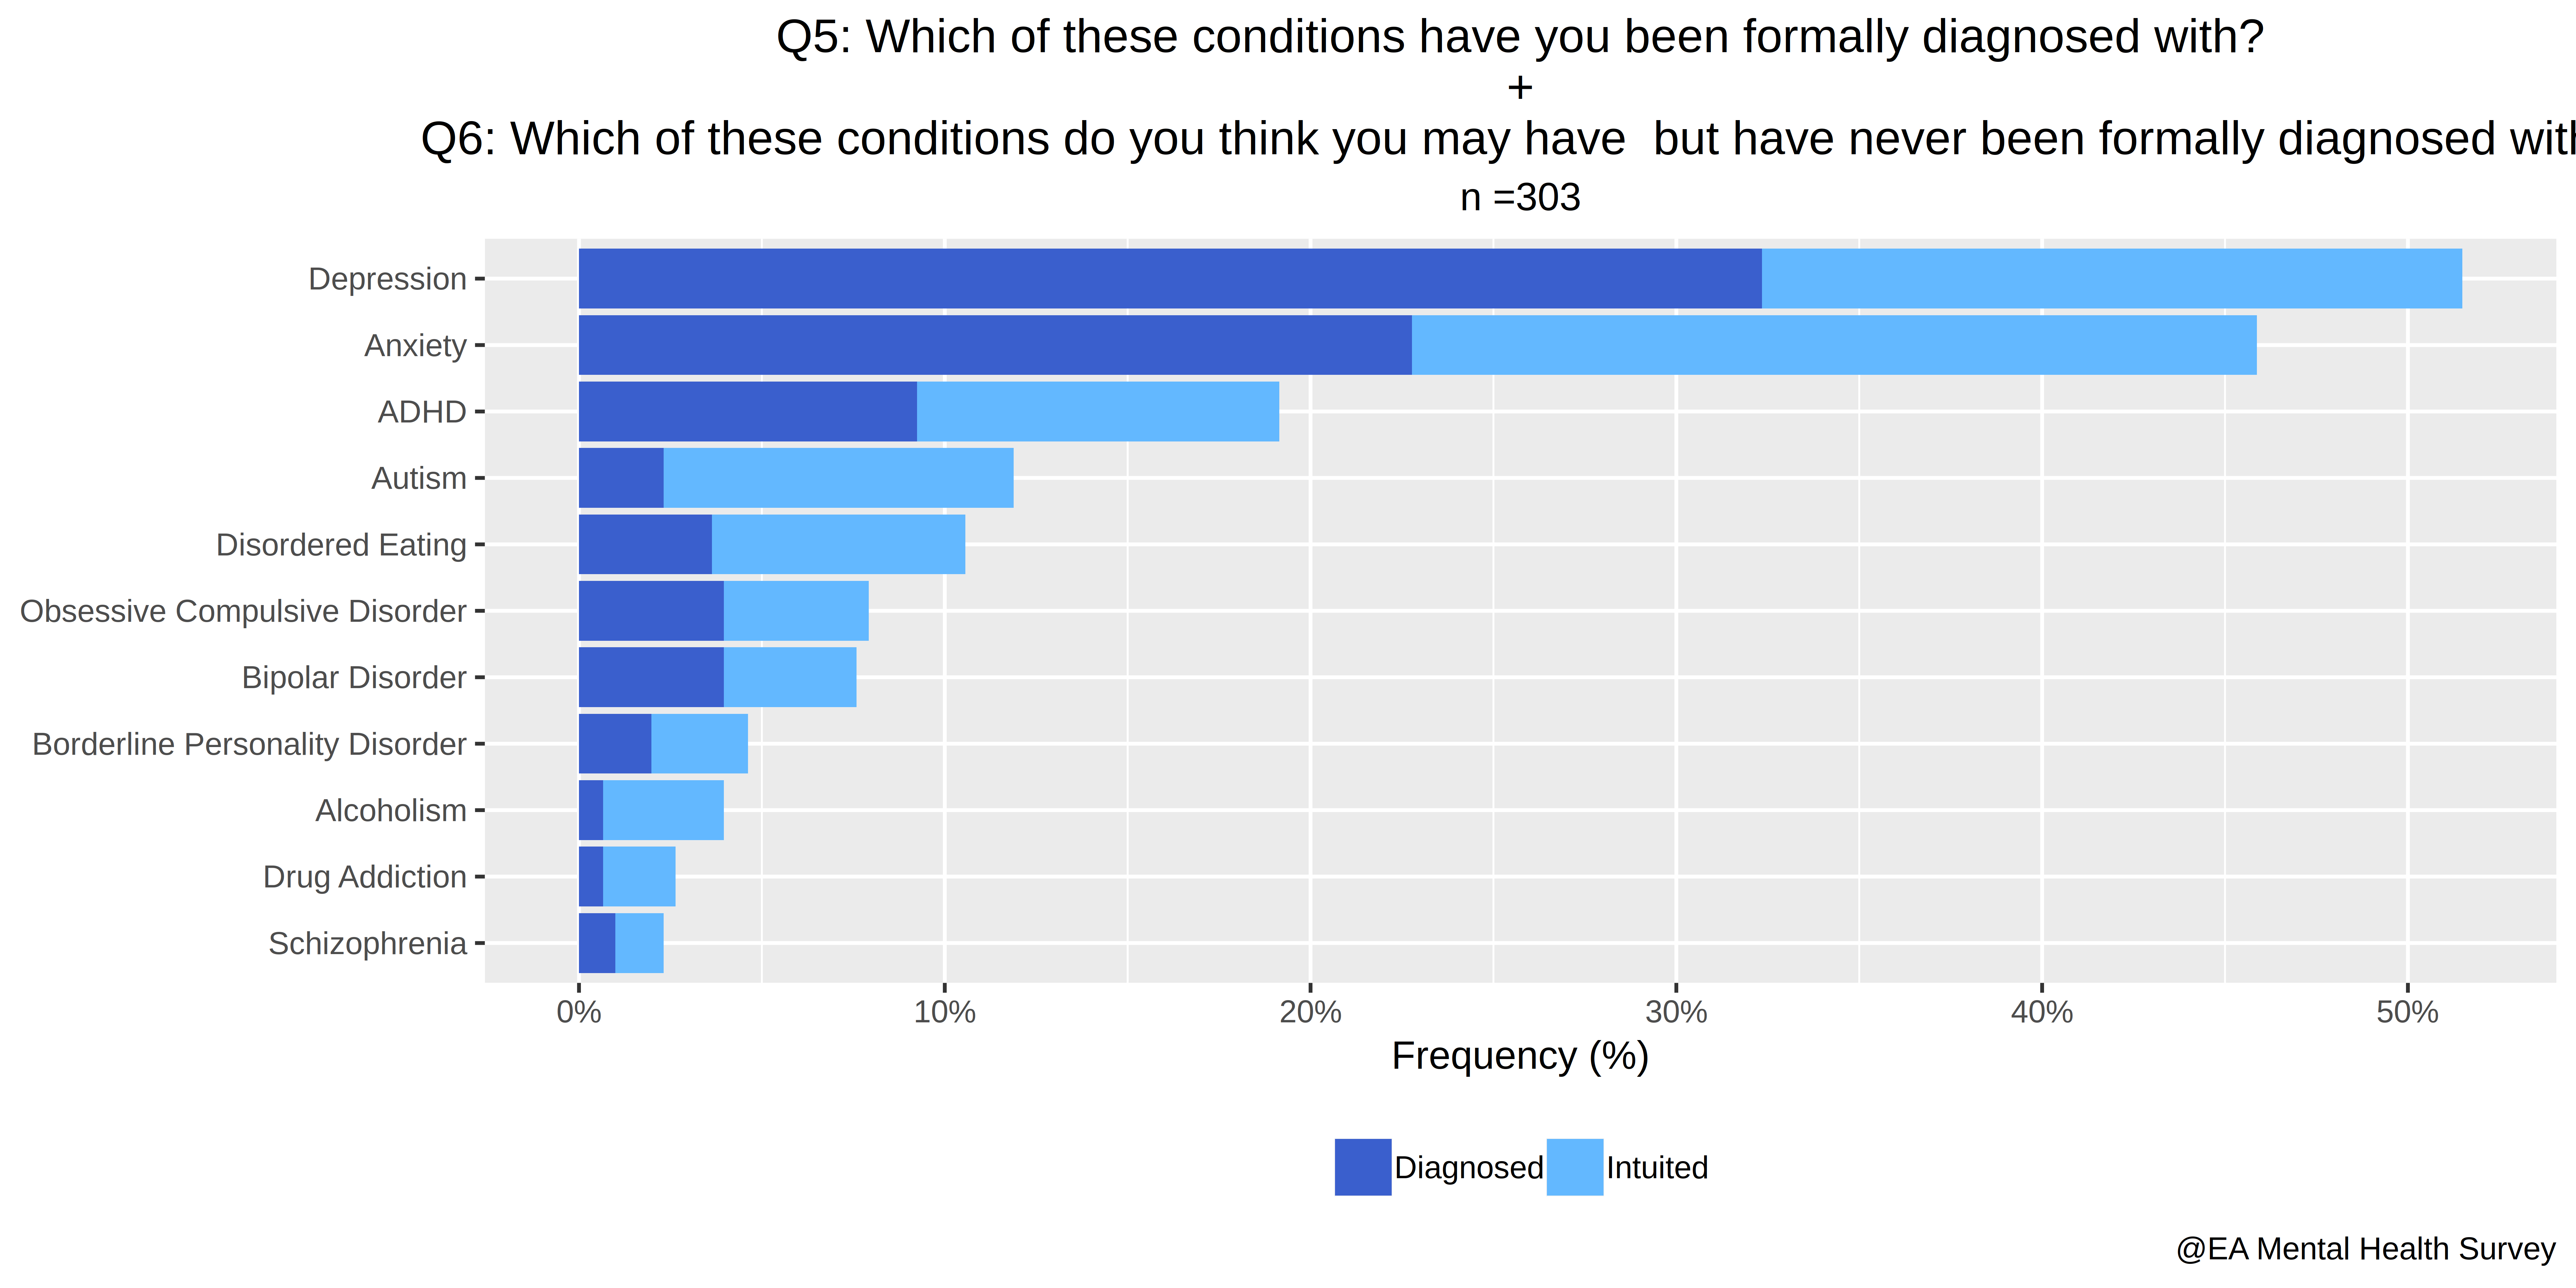 Q5: Which of these conditions have you been formally diagnosed with?
+
Q6: Which of these conditions do you think you may have  but have never been formally diagnosed with
n =303
Depression
Anxiety
ADHD
Autism
Disordered Eating
Obsessive Compulsive Disorder
Bipolar Disorder
Borderline Personality Disorder
Alcoholism
Drug Addiction
Schizophrenia
0% 10% 20% 30% 40% 50%
Frequency (%)
Diagnosed Intuited
@EA Mental Health Survey